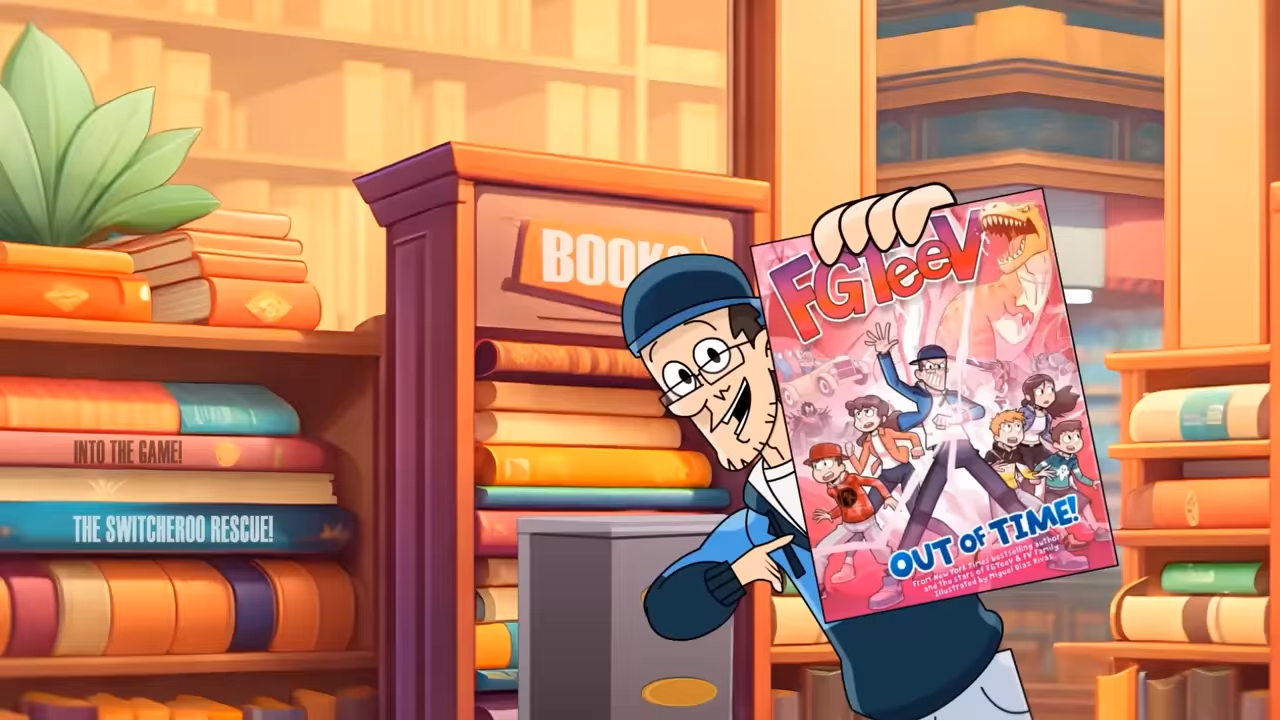 BOOKS
INTO THE GAME!
THE SWITCHEROO RESCUE!
FGTeeV
OUT OF TIME!
From New York Times bestselling authors
and the stars of FGTeeV & FV Family
Illustrated by Miguel Díaz Rivas